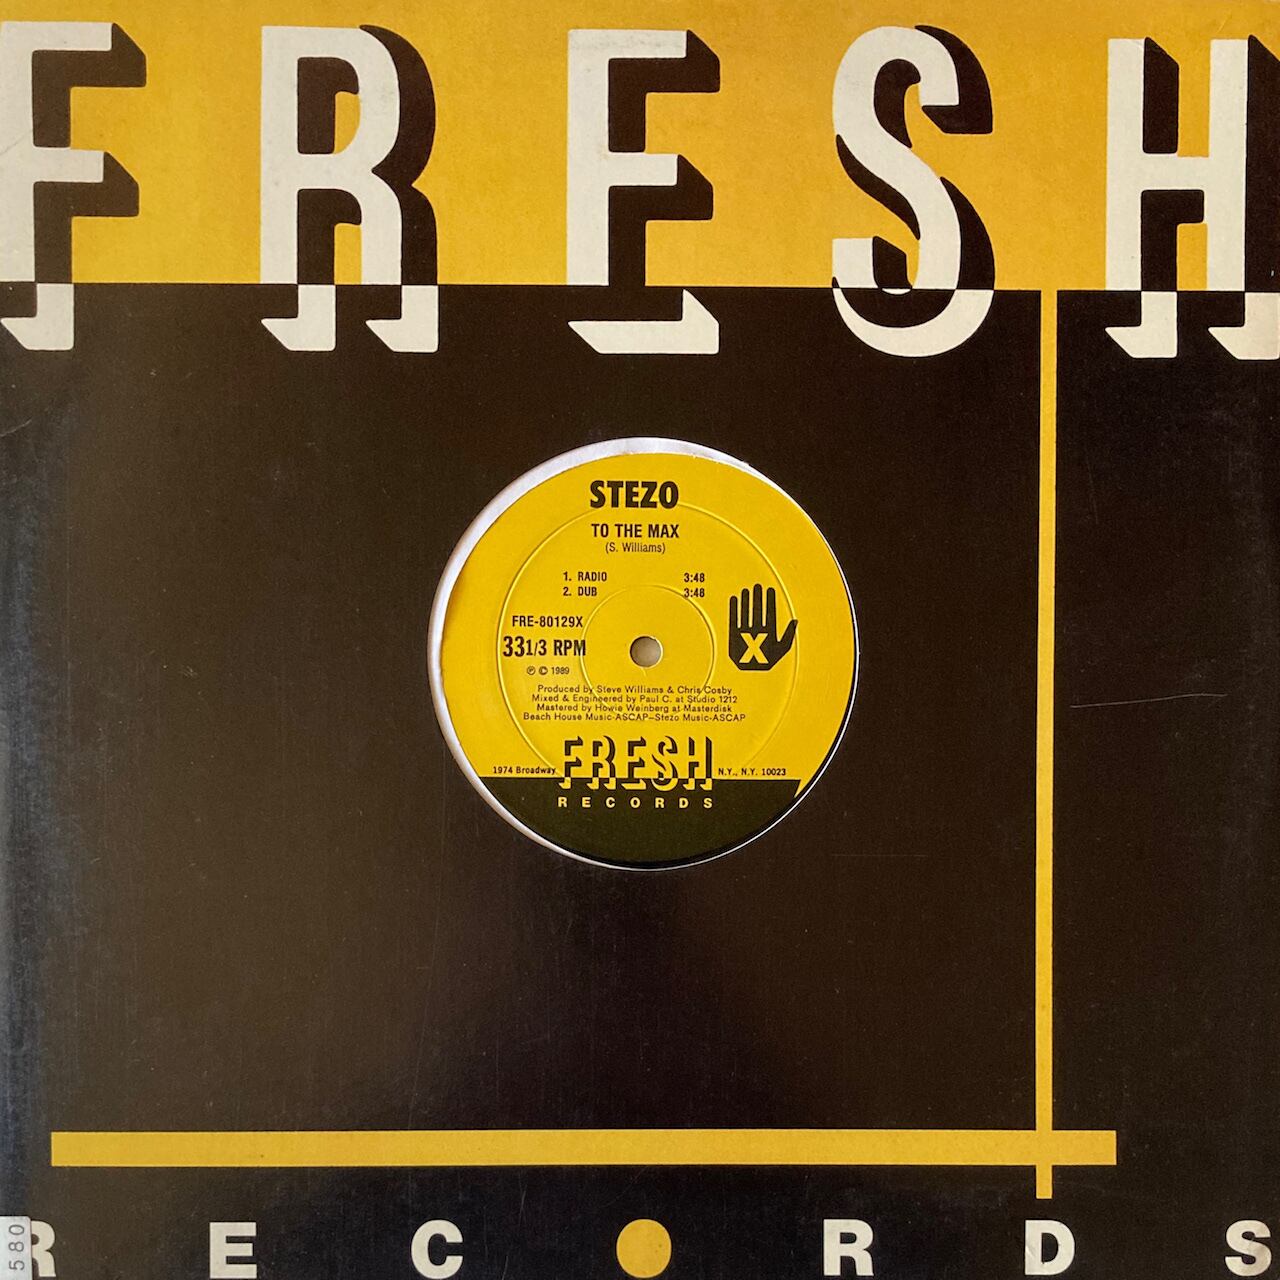 FRESH
STEZO
TO THE MAX
(S. Williams)
1. RADIO 3:48
2. DUB 3:48
FRE-80129X
33 1/3 RPM
℗ © 1989
X
Produced by Steve Williams & Chris Cosby
Mixed & Engineered by Paul C. at Studio 1212
Mastered by Howie Weinberg at Masterdisk
Beach House Music-ASCAP–Stezo Music-ASCAP
1974 Broadway FRESH N.Y., N.Y. 10023
RECORDS
RECORDS
580